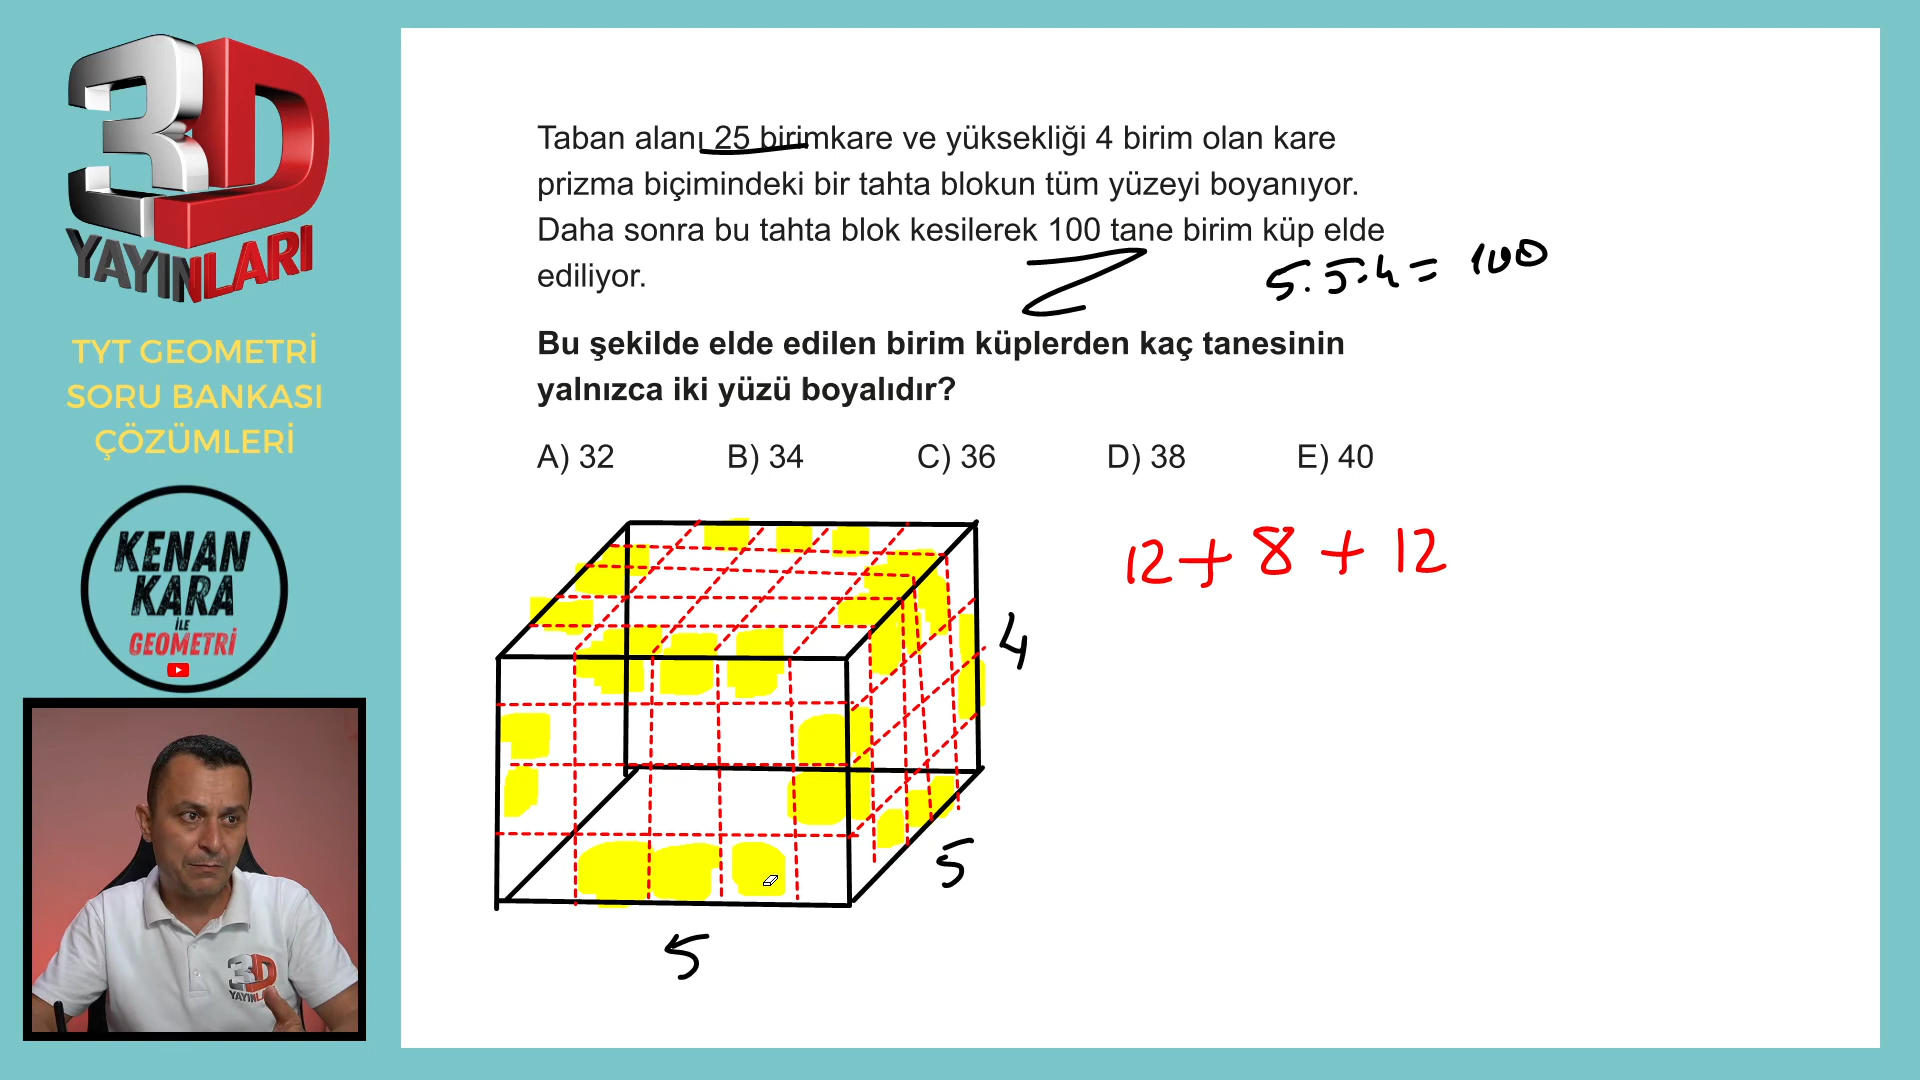 3D
YAYINLARI
TYT GEOMETRİ
SORU BANKASI
ÇÖZÜMLERİ
KENAN
KARA
İLE
GEOMETRİ
Taban alanı 25 birimkare ve yüksekliği 4 birim olan kare
prizma biçimindeki bir tahta blokun tüm yüzeyi boyanıyor.
Daha sonra bu tahta blok kesilerek 100 tane birim küp elde
ediliyor.
5.5.4 = 100
Bu şekilde elde edilen birim küplerden kaç tanesinin
yalnızca iki yüzü boyalıdır?
A) 32 B) 34 C) 36 D) 38 E) 40
12 + 8 + 12
4
5
5
3D